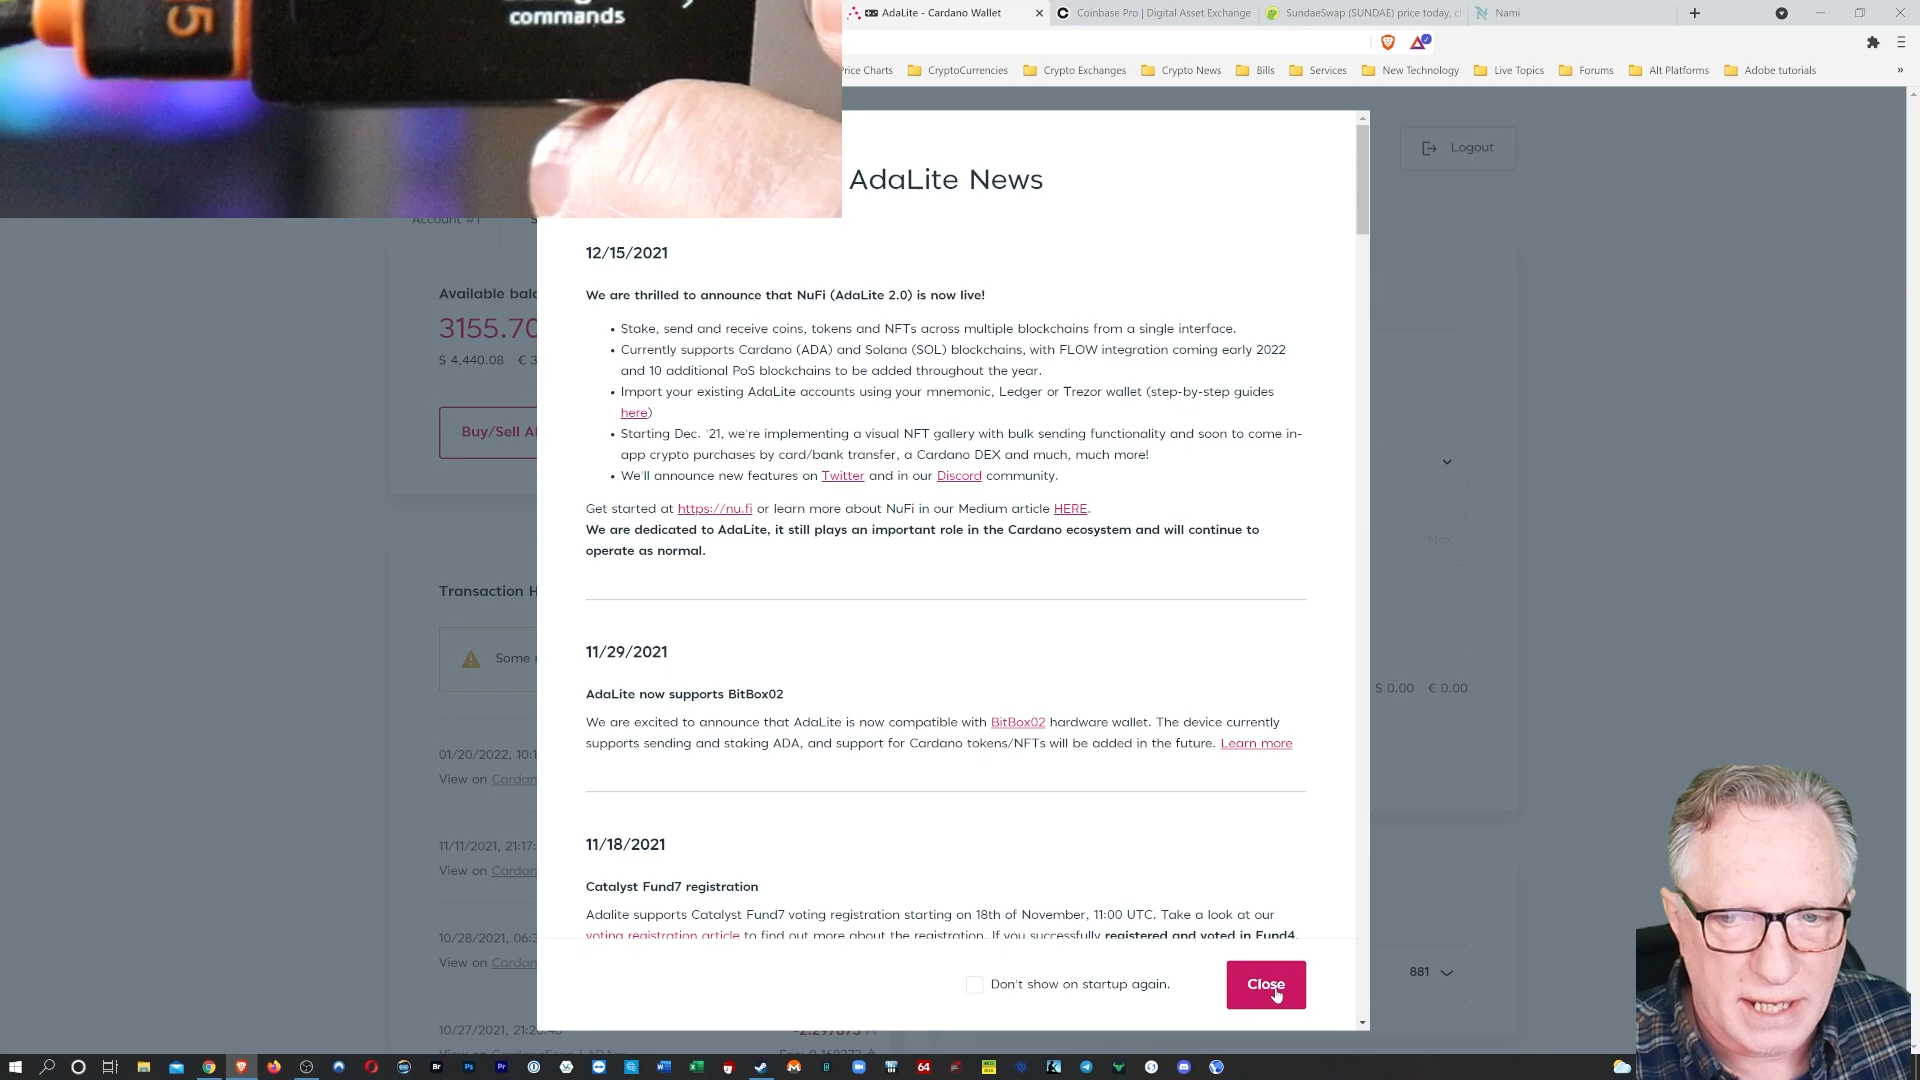 commands
5
AdaLite - Cardano Wallet
Coinbase Pro | Digital Asset Exchange
SundaeSwap (SUNDAE) price today, c
Nami
Price Charts
CryptoCurrencies
Crypto Exchanges
Crypto News
Bills
Services
New Technology
Live Topics
Forums
Alt Platforms
Adobe tutorials
Logout
AdaLite News
Account #1
12/15/2021
We are thrilled to announce that NuFi (AdaLite 2.0) is now live!
• Stake, send and receive coins, tokens and NFTs across multiple blockchains from a single interface.
• Currently supports Cardano (ADA) and Solana (SOL) blockchains, with FLOW integration coming early 2022
and 10 additional PoS blockchains to be added throughout the year.
• Import your existing AdaLite accounts using your mnemonic, Ledger or Trezor wallet (step-by-step guides
here)
• Starting Dec. '21, we're implementing a visual NFT gallery with bulk sending functionality and soon to come in-
app crypto purchases by card/bank transfer, a Cardano DEX and much, much more!
• We'll announce new features on Twitter and in our Discord community.
Get started at https://nu.fi or learn more about NuFi in our Medium article HERE.
We are dedicated to AdaLite, it still plays an important role in the Cardano ecosystem and will continue to
operate as normal.
11/29/2021
AdaLite now supports BitBox02
We are excited to announce that AdaLite is now compatible with BitBox02 hardware wallet. The device currently
supports sending and staking ADA, and support for Cardano tokens/NFTs will be added in the future. Learn more
11/18/2021
Catalyst Fund7 registration
Adalite supports Catalyst Fund7 voting registration starting on 18th of November, 11:00 UTC. Take a look at our
voting registration article to find out more about the registration. If you successfully registered and voted in Fund4,
Don't show on startup again.
Close
Available bala
3155.70
$ 4,440.08 € 3
Buy/Sell A
Transaction H
Some
01/20/2022, 10:1
View on Cardan
11/11/2021, 21:17:
View on Cardan
10/28/2021, 06:3
View on Cardan
10/27/2021, 21:20:48
Max
$ 0.00 € 0.00
881
Br
Ps
Pr
64